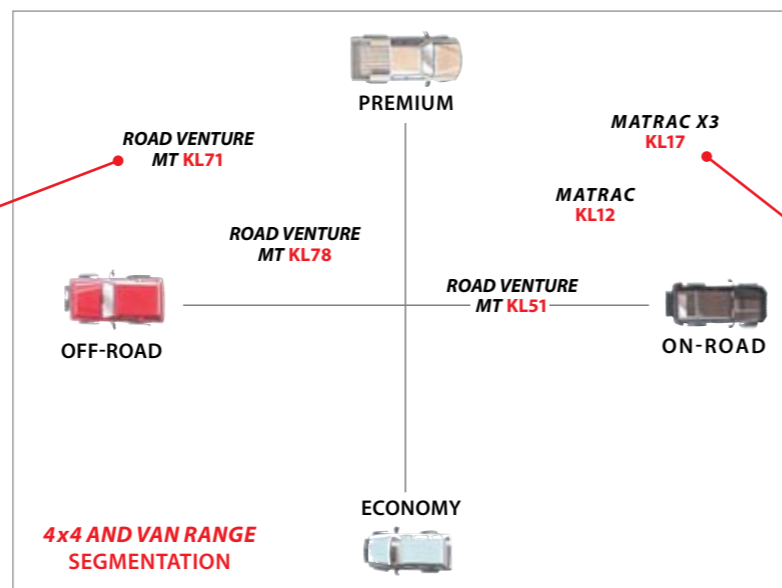 PREMIUM
ROAD VENTURE
MT KL71
MATRAC X3
KL17
MATRAC
KL12
ROAD VENTURE
MT KL78
ROAD VENTURE
MT KL51
OFF-ROAD
ON-ROAD
ECONOMY
4x4 AND VAN RANGE
SEGMENTATION